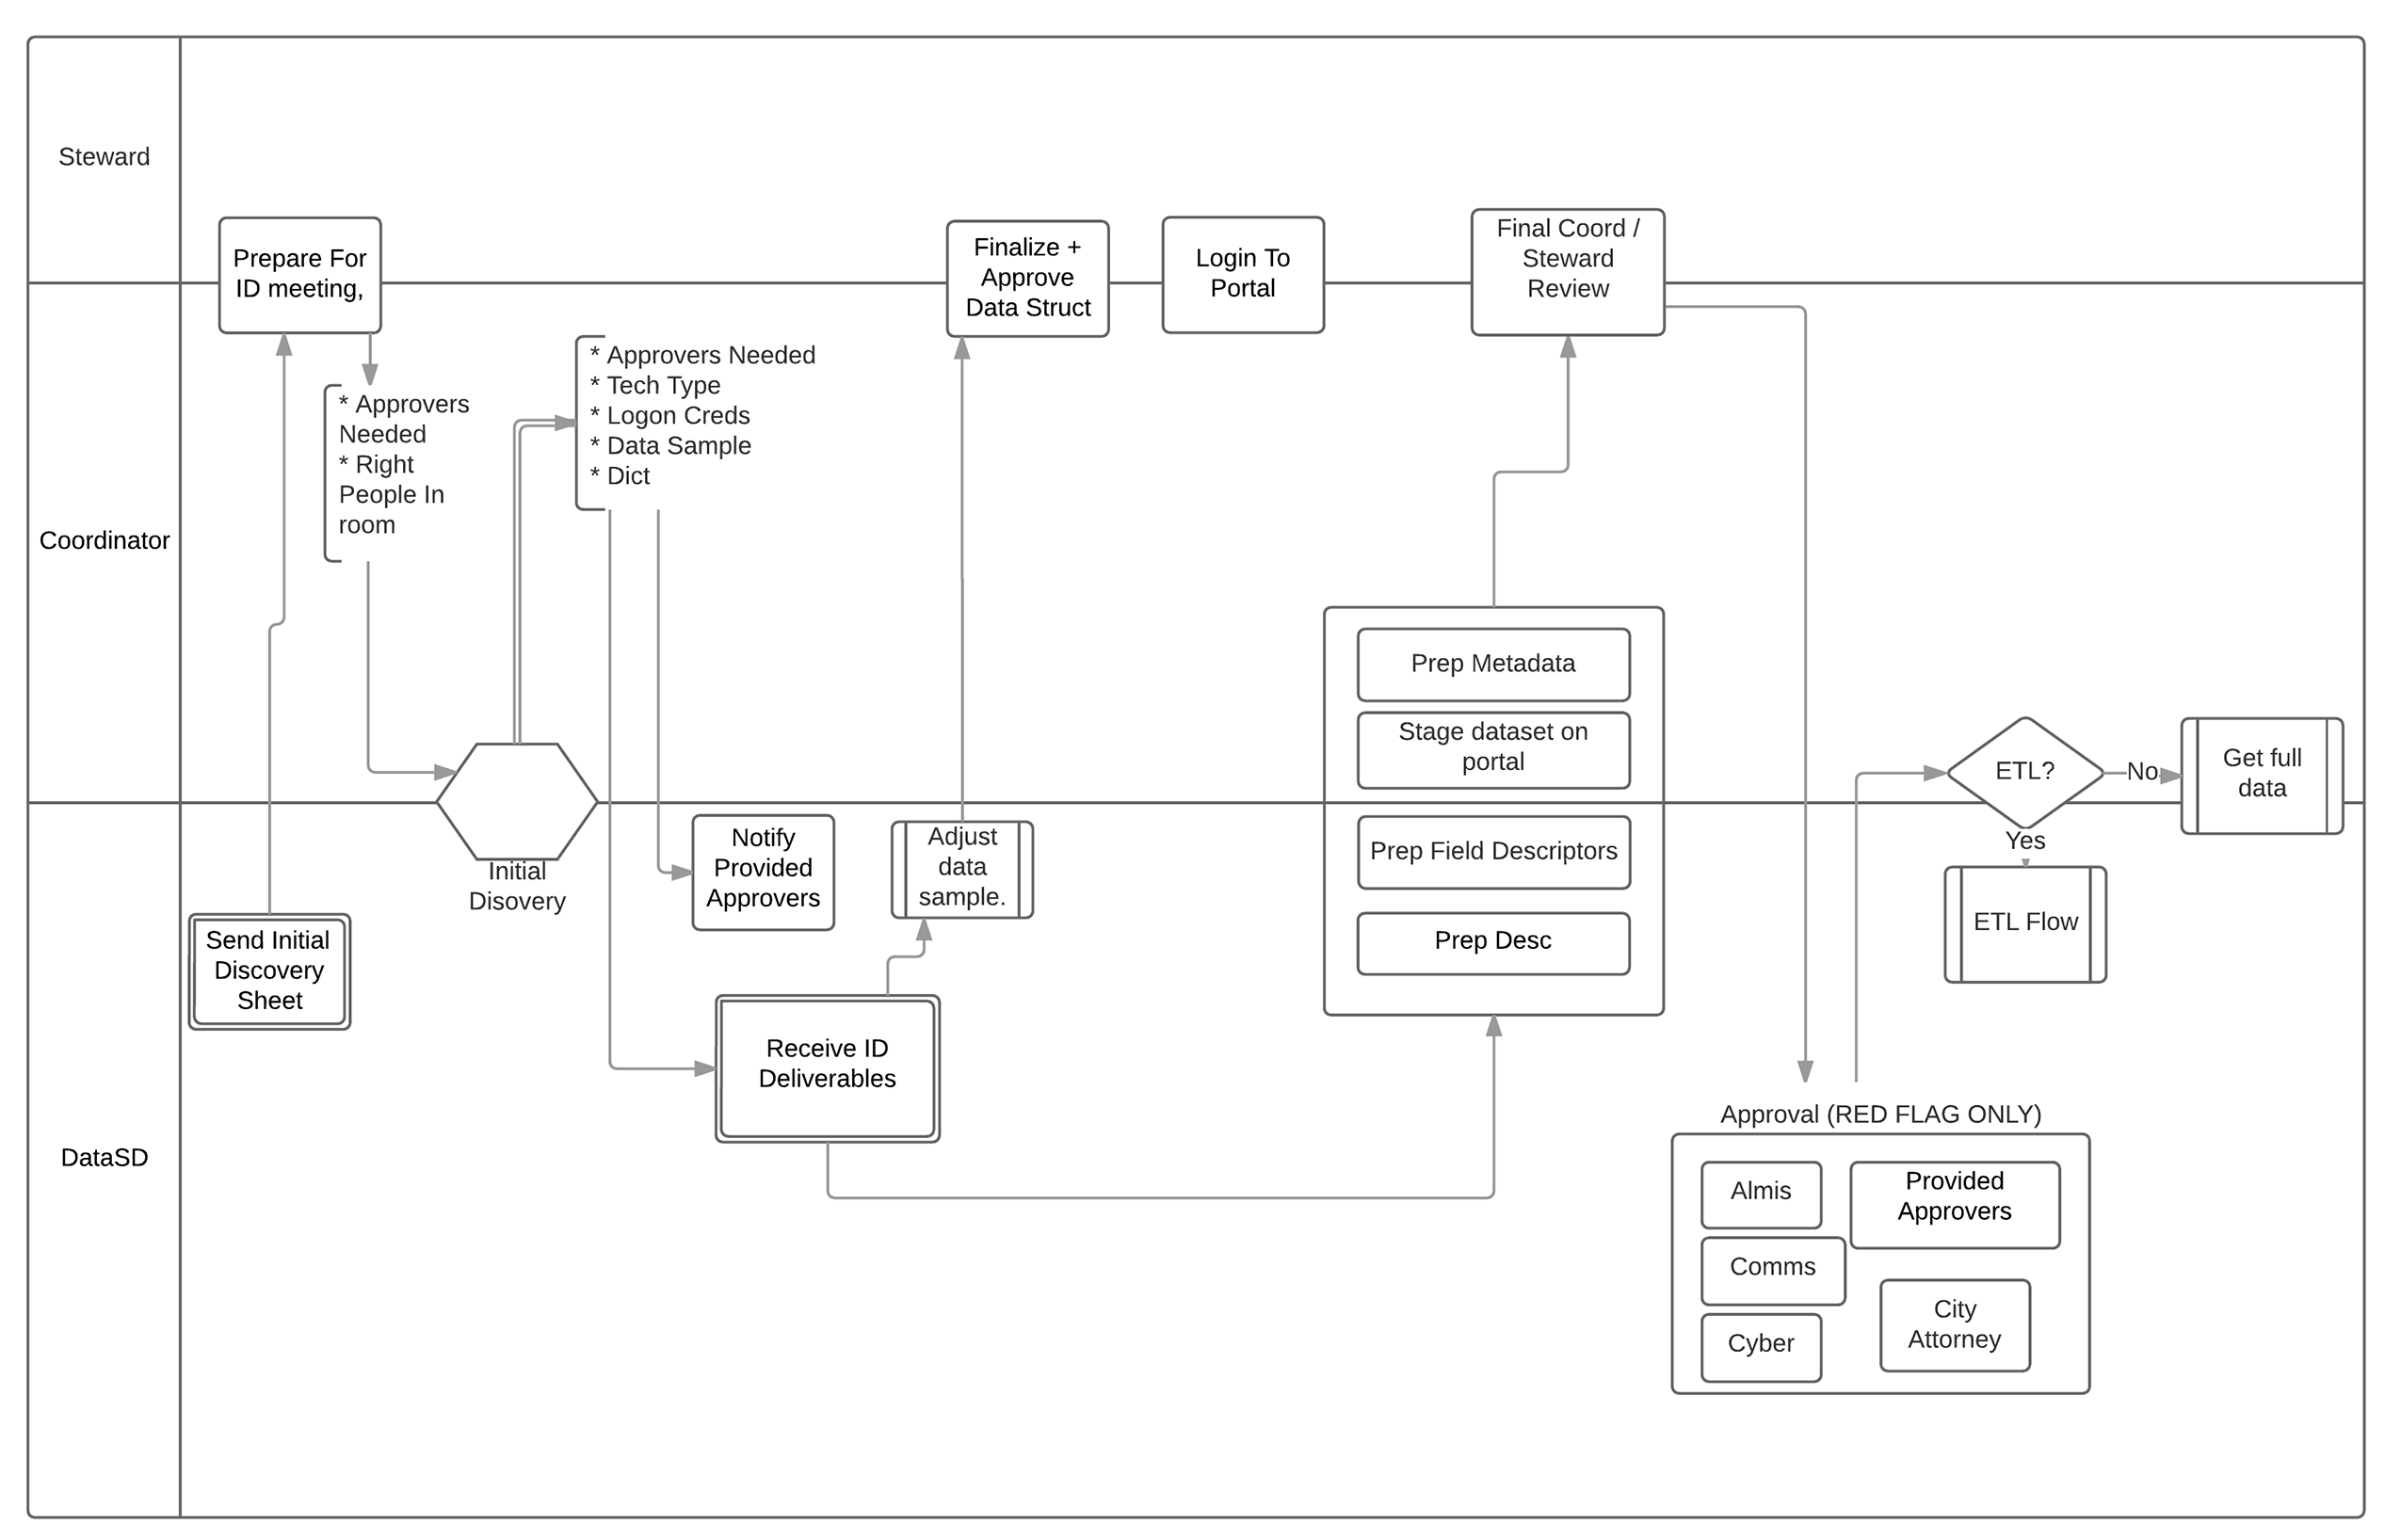 Steward
Prepare For
ID meeting,
Finalize +
Approve
Data Struct
Login To
Portal
Final Coord /
Steward
Review
Coordinator
* Approvers
Needed
* Right
People In
room
* Approvers Needed
* Tech Type
* Logon Creds
* Data Sample
* Dict
Prep Metadata
Stage dataset on
portal
ETL?
No
Get full
data
Yes
ETL Flow
Initial
Disovery
Notify
Provided
Approvers
Adjust
data
sample.
Prep Field Descriptors
Prep Desc
DataSD
Send Initial
Discovery
Sheet
Receive ID
Deliverables
Approval (RED FLAG ONLY)
Almis
Provided
Approvers
Comms
City
Attorney
Cyber